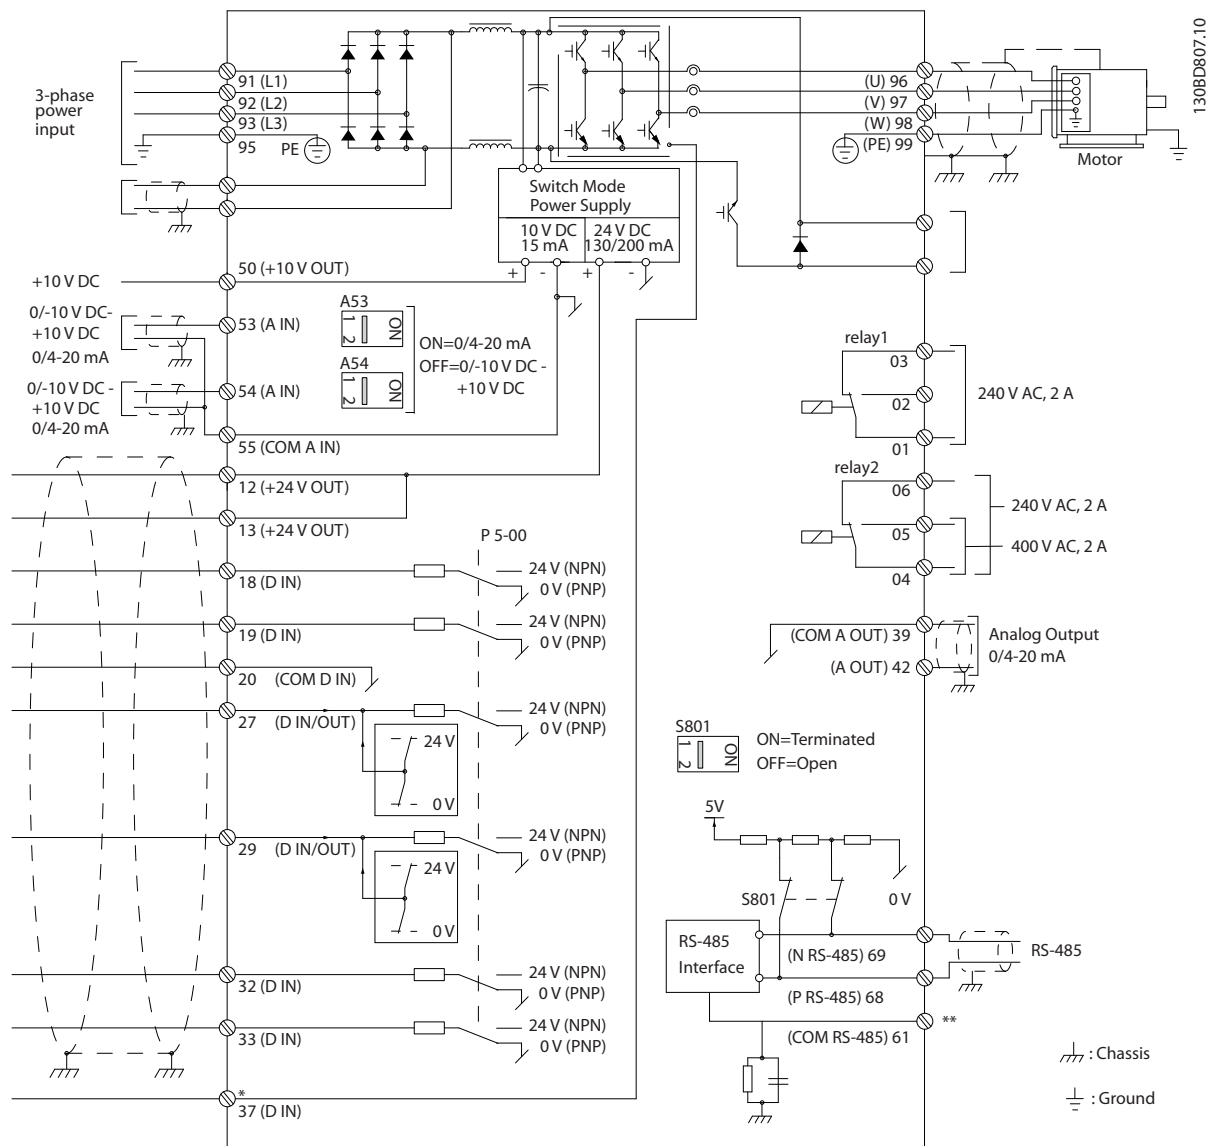 130BD807.10
3-phase
power
input
91 (L1)
92 (L2)
93 (L3)
95
PE
(U) 96
(V) 97
(W) 98
(PE) 99
Motor
Switch Mode
Power Supply
10 V DC
15 mA
24 V DC
130/200 mA
+
-
+
-
+10 V DC
50 (+10 V OUT)
0/-10 V DC-
+10 V DC
0/4-20 mA
53 (A IN)
A53
1
2
ON
A54
1
2
ON
ON=0/4-20 mA
OFF=0/-10 V DC -
+10 V DC
0/-10 V DC -
+10 V DC
0/4-20 mA
54 (A IN)
55 (COM A IN)
relay1
03
02
01
240 V AC, 2 A
relay2
06
05
04
240 V AC, 2 A
400 V AC, 2 A
12 (+24 V OUT)
13 (+24 V OUT)
P 5-00
18 (D IN)
24 V (NPN)
0 V (PNP)
19 (D IN)
24 V (NPN)
0 V (PNP)
20 (COM D IN)
27 (D IN/OUT)
24 V (NPN)
0 V (PNP)
24 V
0 V
29 (D IN/OUT)
24 V (NPN)
0 V (PNP)
24 V
0 V
32 (D IN)
24 V (NPN)
0 V (PNP)
33 (D IN)
24 V (NPN)
0 V (PNP)
*
37 (D IN)
(COM A OUT) 39
(A OUT) 42
Analog Output
0/4-20 mA
S801
1
2
ON
ON=Terminated
OFF=Open
5V
S801
0 V
RS-485
Interface
(N RS-485) 69
(P RS-485) 68
(COM RS-485) 61
RS-485
**
: Chassis
: Ground